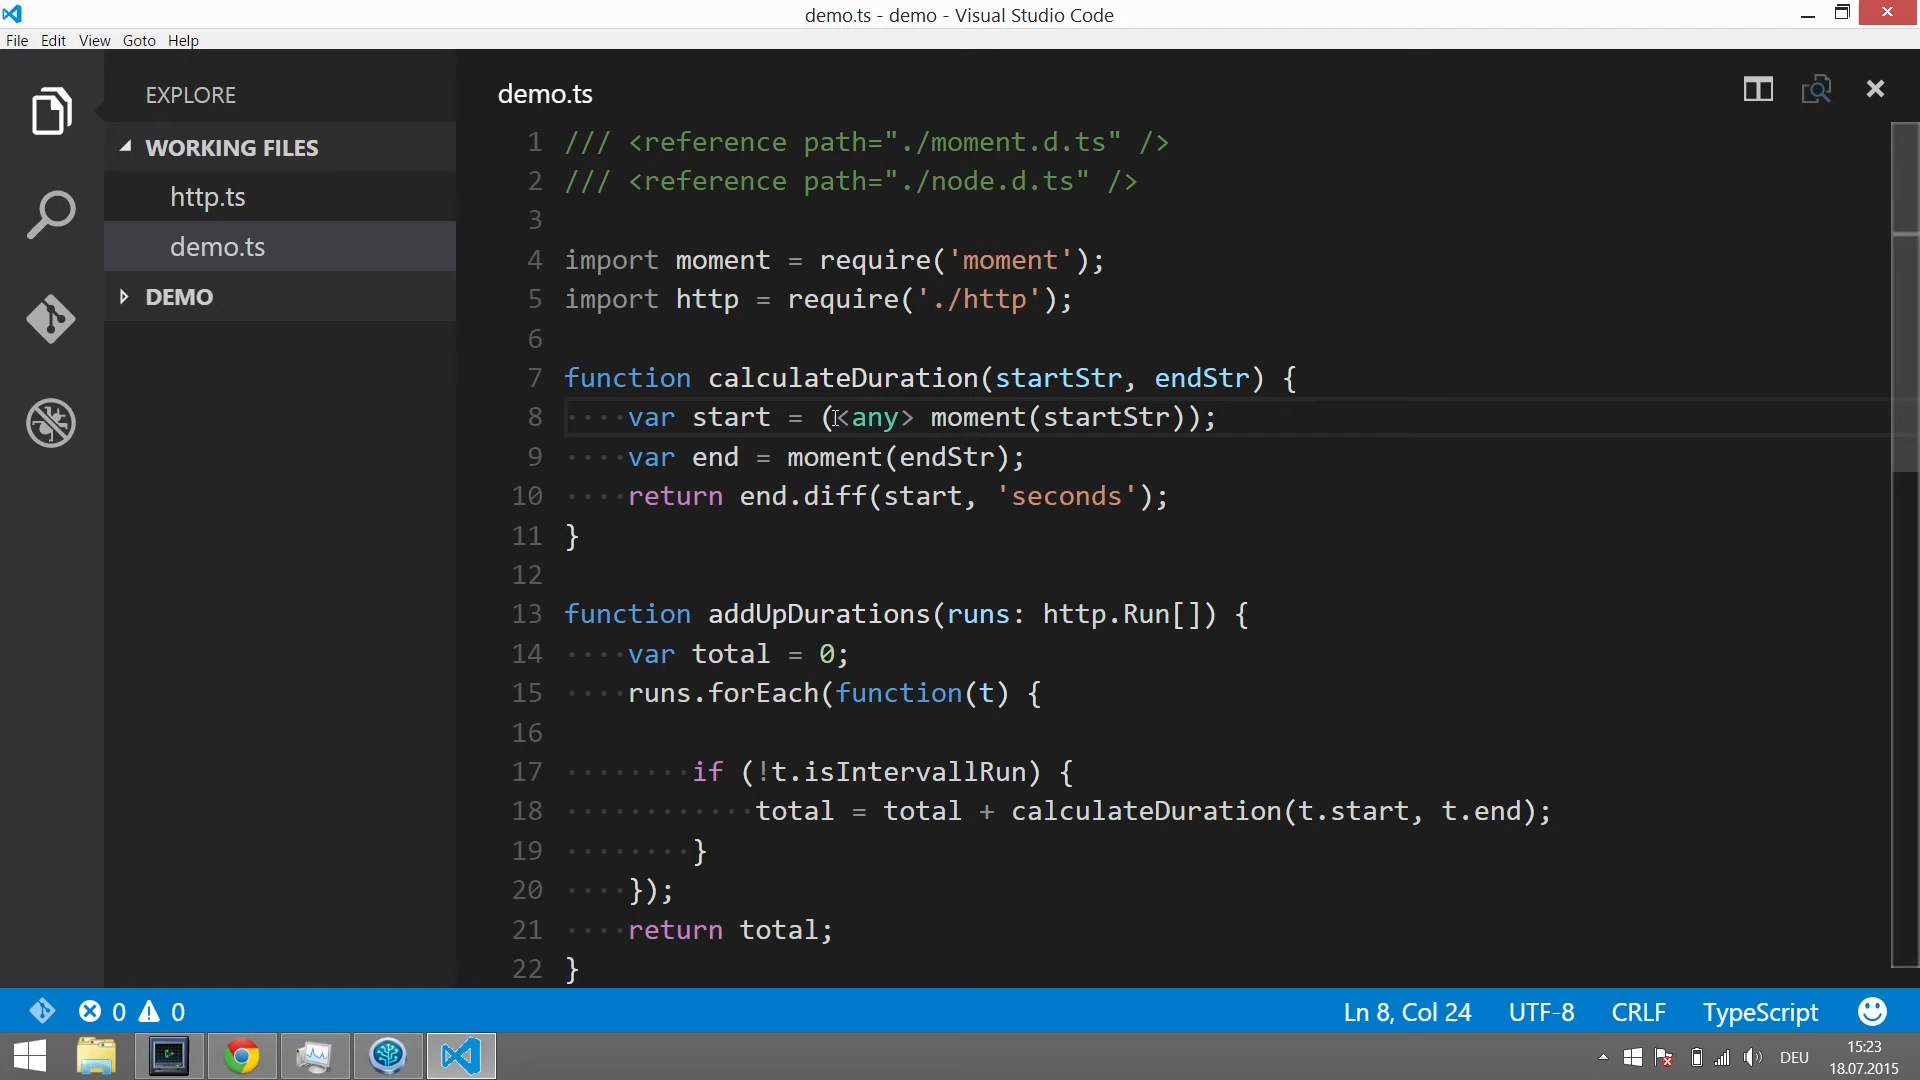 demo.ts - demo - Visual Studio Code
File Edit View Goto Help
EXPLORE
WORKING FILES
http.ts
demo.ts
DEMO
demo.ts
1 /// <reference path="./moment.d.ts" />
2 /// <reference path="./node.d.ts" />
3
4 import moment = require('moment');
5 import http = require('./http');
6
7 function calculateDuration(startStr, endStr) {
8 ····var start = (<any> moment(startStr));
9 ····var end = moment(endStr);
10 ····return end.diff(start, 'seconds');
11 }
12
13 function addUpDurations(runs: http.Run[]) {
14 ····var total = 0;
15 ····runs.forEach(function(t) {
16
17 ········if (!t.isIntervallRun) {
18 ············total = total + calculateDuration(t.start, t.end);
19 ········}
20 ····});
21 ····return total;
22 }
0 0 Ln 8, Col 24 UTF-8 CRLF TypeScript
DEU 15:23
18.07.2015